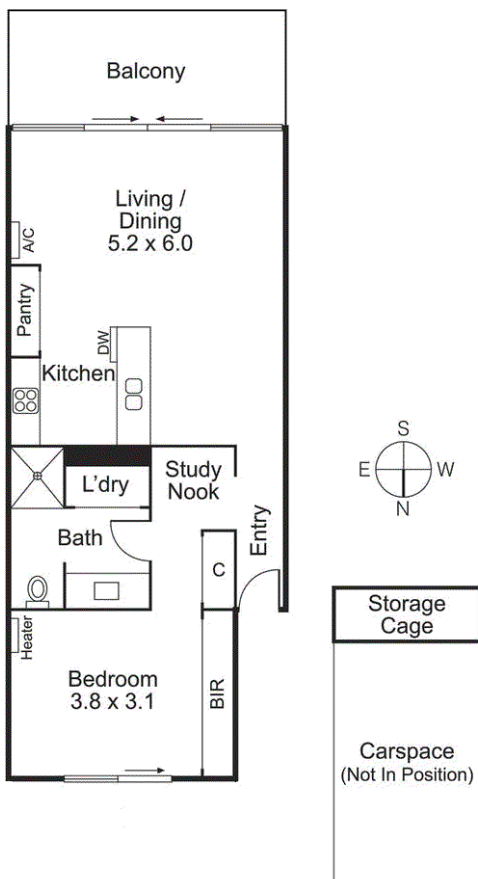 Balcony
Living /
Dining
5.2 x 6.0
A/C
Pantry
DW
Kitchen
S
E W
N
L'dry
Study
Nook
Bath
Entry
C
Storage
Cage
Heater
Bedroom
3.8 x 3.1
BIR
Carspace
(Not In Position)